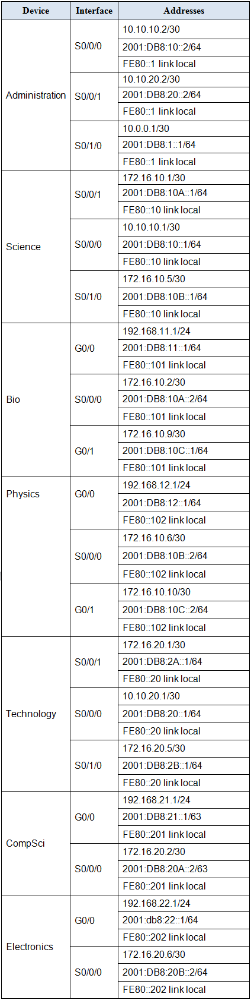 Device Interface Addresses
10.10.10.2/30
S0/0/0 2001:DB8:10::2/64
FE80::1 link local
10.10.20.2/30
Administration S0/0/1 2001:DB8:20::2/64
FE80::1 link local
10.0.0.1/30
S0/1/0 2001:DB8:1::1/64
FE80::1 link local
172.16.10.1/30
S0/0/1 2001:DB8:10A::1/64
FE80::10 link local
10.10.10.1/30
Science S0/0/0 2001:DB8:10::1/64
FE80::10 link local
172.16.10.5/30
S0/1/0 2001:DB8:10B::1/64
FE80::10 link local
192.168.11.1/24
G0/0 2001:DB8:11::1/64
FE80::101 link local
172.16.10.2/30
Bio S0/0/0 2001:DB8:10A::2/64
FE80::101 link local
172.16.10.9/30
G0/1 2001:DB8:10C::1/64
FE80::101 link local
192.168.12.1/24
Physics G0/0 2001:DB8:12::1/64
FE80::102 link local
172.16.10.6/30
S0/0/0 2001:DB8:10B::2/64
FE80::102 link local
172.16.10.10/30
G0/1 2001:DB8:10C::2/64
FE80::102 link local
172.16.20.1/30
S0/0/1 2001:DB8:2A::1/64
FE80::20 link local
10.10.20.1/30
Technology S0/0/0 2001:DB8:20::1/64
FE80::20 link local
172.16.20.5/30
S0/1/0 2001:DB8:2B::1/64
FE80::20 link local
192.168.21.1/24
G0/0 2001:DB8:21::1/63
FE80::201 link local
CompSci
172.16.20.2/30
S0/0/0 2001:DB8:20A::2/63
FE80::201 link local
192.168.22.1/24
G0/0 2001:db8:22::1/64
FE80::202 link local
Electronics
172.16.20.6/30
S0/0/0 2001:DB8:20B::2/64
FE80::202 link local